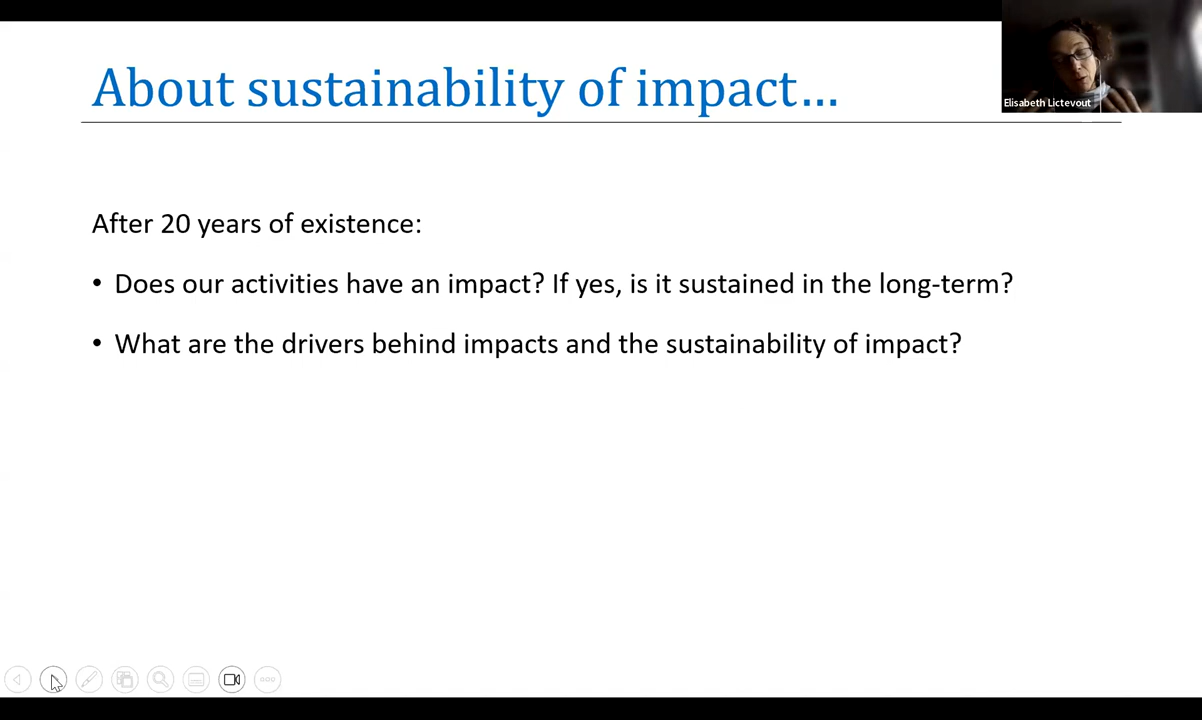 About sustainability of impact...
Elisabeth Lictevout
After 20 years of existence:
• Does our activities have an impact? If yes, is it sustained in the long-term?
• What are the drivers behind impacts and the sustainability of impact?